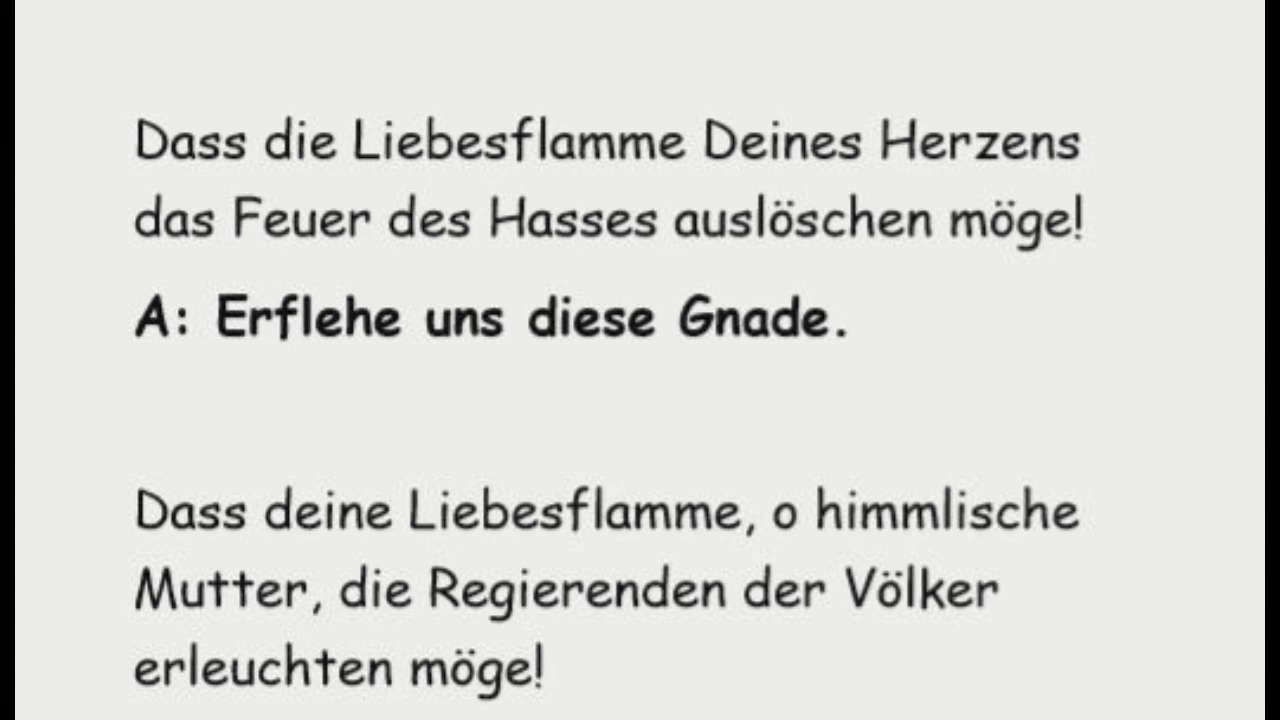 Dass die Liebesflamme Deines Herzens
das Feuer des Hasses auslöschen möge!
A: Erflehe uns diese Gnade.
Dass deine Liebesflamme, o himmlische
Mutter, die Regierenden der Völker
erleuchten möge!